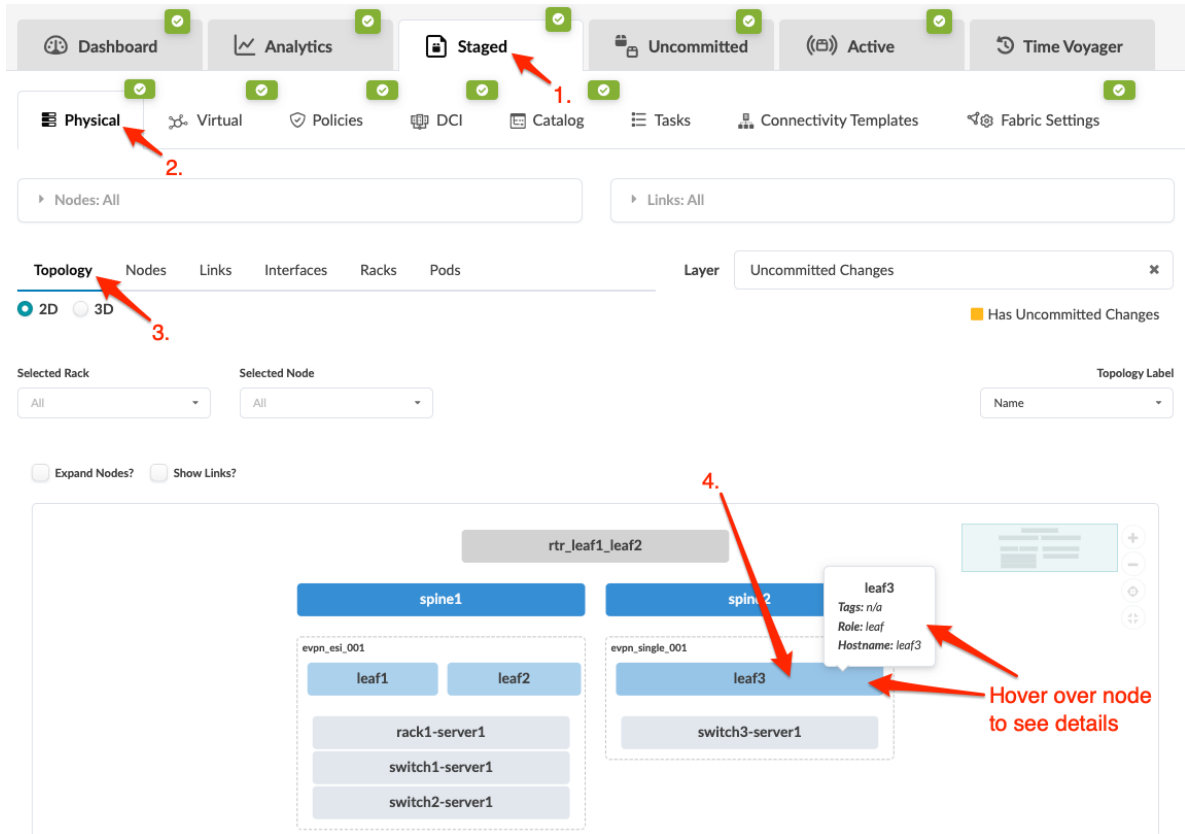 Dashboard
Analytics
Staged
Uncommitted
Active
Time Voyager
1.
Physical
Virtual
Policies
DCI
Catalog
Tasks
Connectivity Templates
Fabric Settings
2.
Nodes: All
Links: All
Topology
Nodes
Links
Interfaces
Racks
Pods
Layer
Uncommitted Changes
2D
3D
3.
Has Uncommitted Changes
Selected Rack
Selected Node
Topology Label
All
All
Name
Expand Nodes?
Show Links?
4.
rtr_leaf1_leaf2
spine1
spine2
leaf3
Tags: n/a
Role: leaf
Hostname: leaf3
evpn_esi_001
evpn_single_001
leaf1
leaf2
leaf3
Hover over node
to see details
rack1-server1
switch3-server1
switch1-server1
switch2-server1